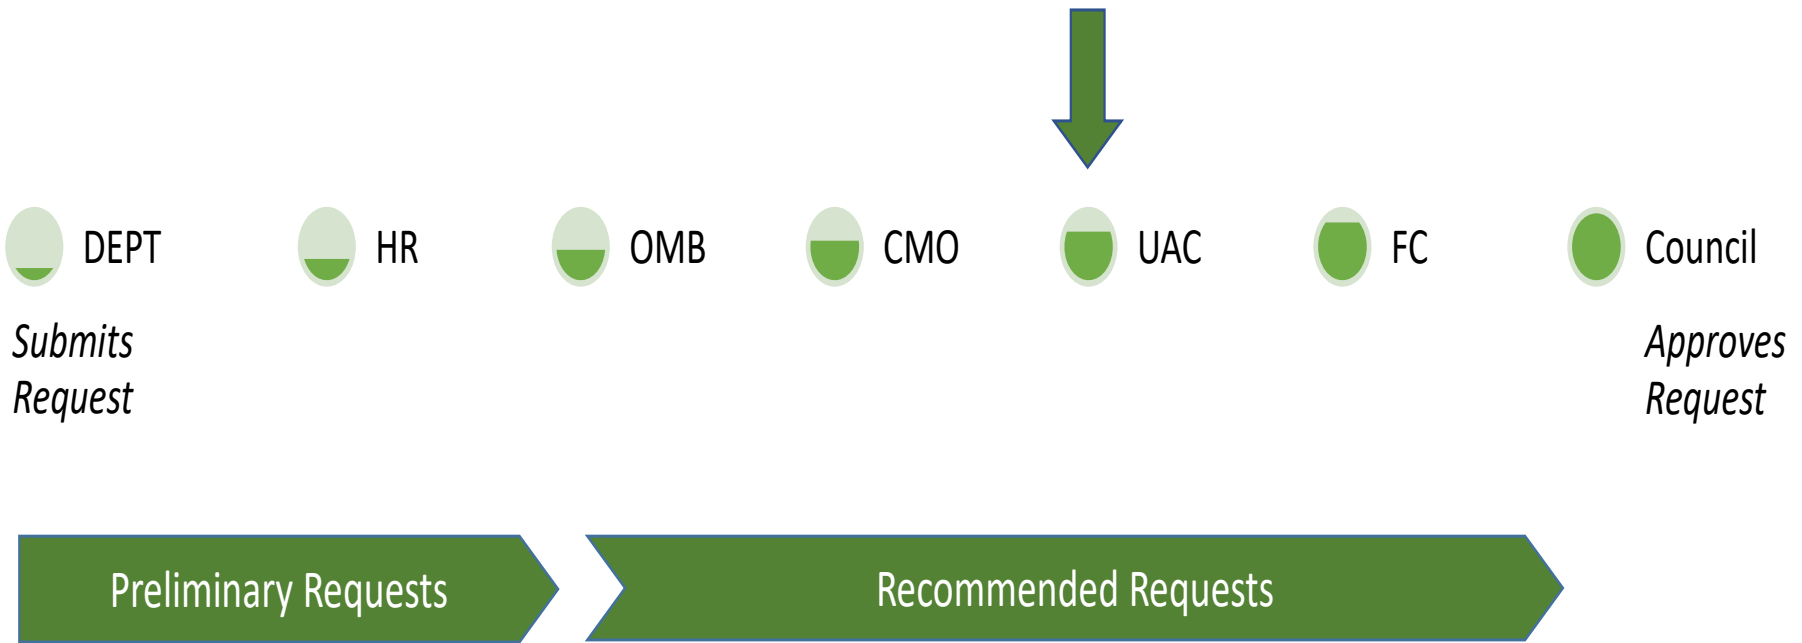 DEPT
HR
OMB
CMO
UAC
FC
Council
Submits
Request
Approves
Request
Preliminary Requests
Recommended Requests